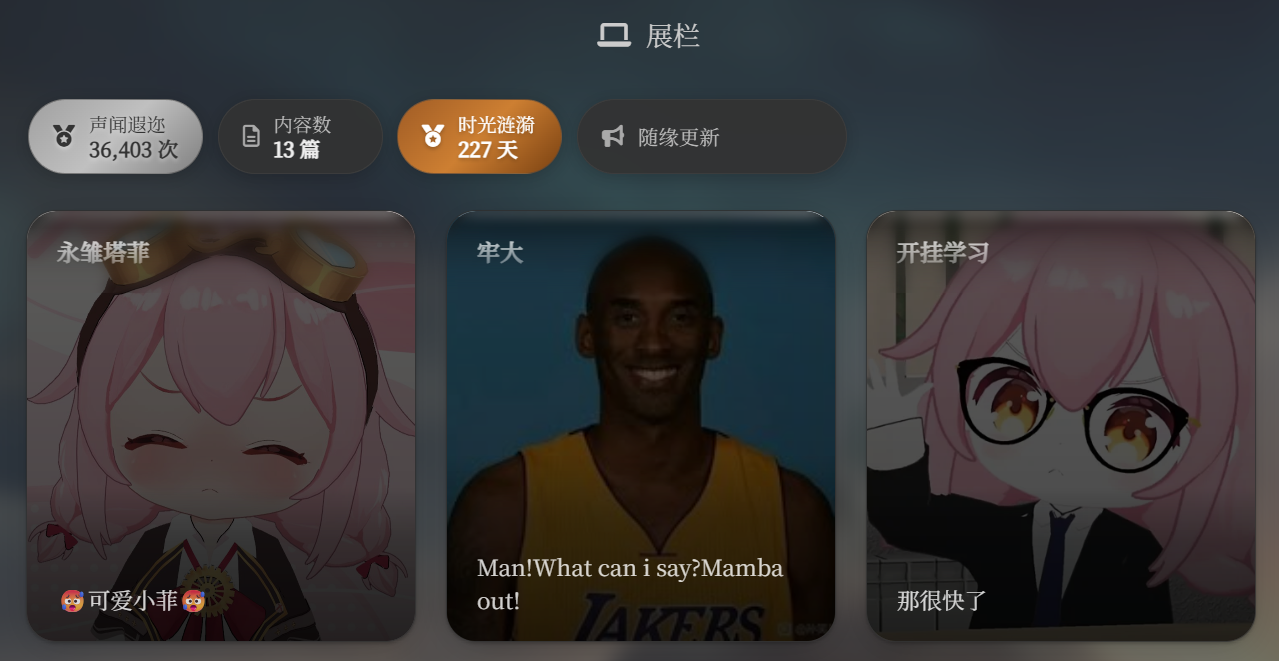 展栏
声闻遐迩
36,403 次
内容数
13 篇
时光涟漪
227 天
随缘更新
永雏塔菲
牢大
开挂学习
🥵可爱小菲🥵
Man!What can i say?Mamba
out!
那很快了
LAKERS